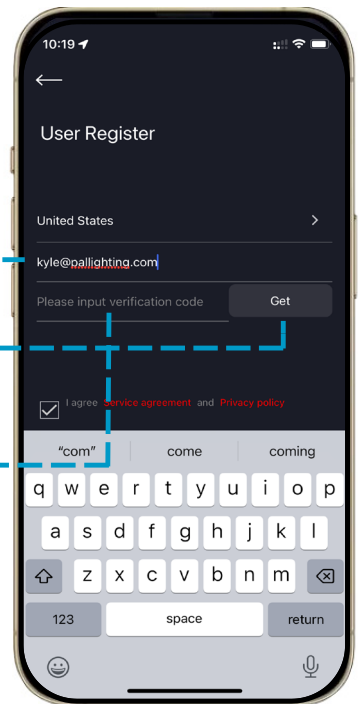 10:19
User Register
United States
kyle@pallighting.com
Please input verification code Get
I agree Service agreement and Privacy policy
“com” come coming
q w e r t y u i o p
a s d f g h j k l
z x c v b n m
123 space return